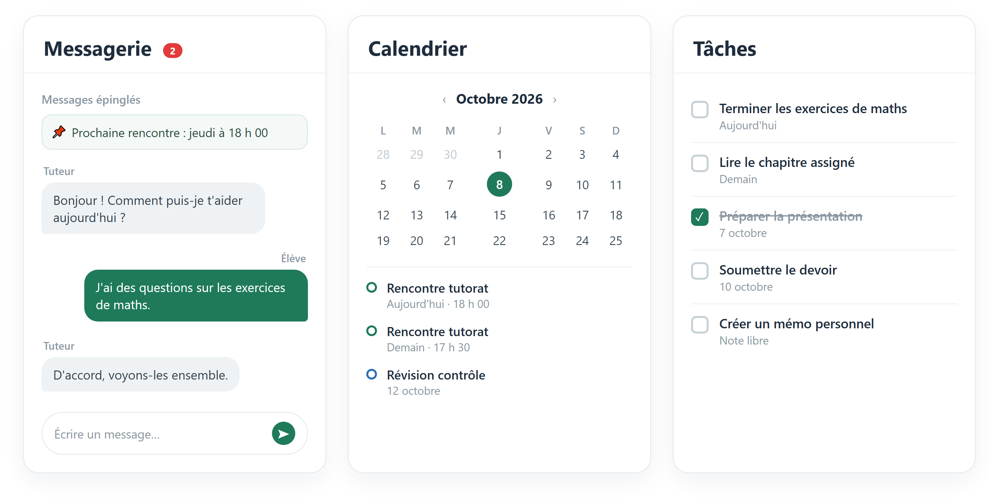 Messagerie 2
Messages épinglés
Prochaine rencontre : jeudi à 18 h 00
Tuteur
Bonjour ! Comment puis-je t'aider
aujourd'hui ?
Élève
J'ai des questions sur les exercices
de maths.
Tuteur
D'accord, voyons-les ensemble.
Écrire un message...
Calendrier
‹ Octobre 2026 ›
L M M J V S D
28 29 30 1 2 3 4
5 6 7 8 9 10 11
12 13 14 15 16 17 18
19 20 21 22 23 24 25
Rencontre tutorat
Aujourd'hui · 18 h 00
Rencontre tutorat
Demain · 17 h 30
Révision contrôle
12 octobre
Tâches
Terminer les exercices de maths
Aujourd'hui
Lire le chapitre assigné
Demain
Préparer la présentation
7 octobre
Soumettre le devoir
10 octobre
Créer un mémo personnel
Note libre